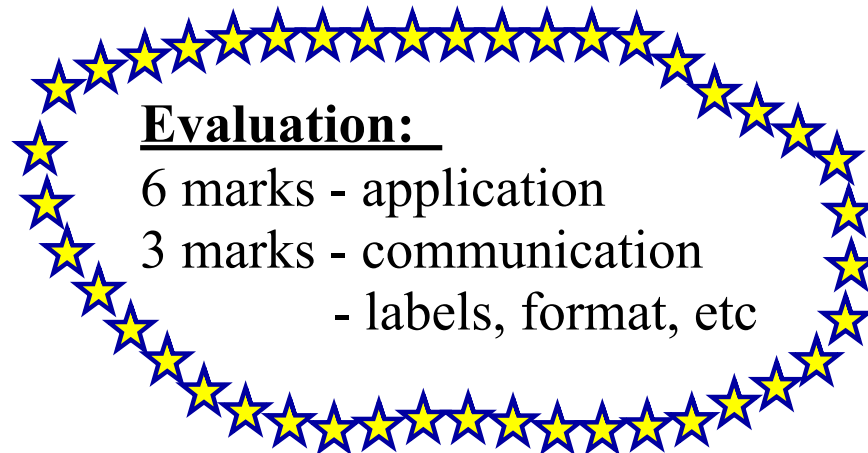 Evaluation:
6 marks - application
3 marks - communication
- labels, format, etc